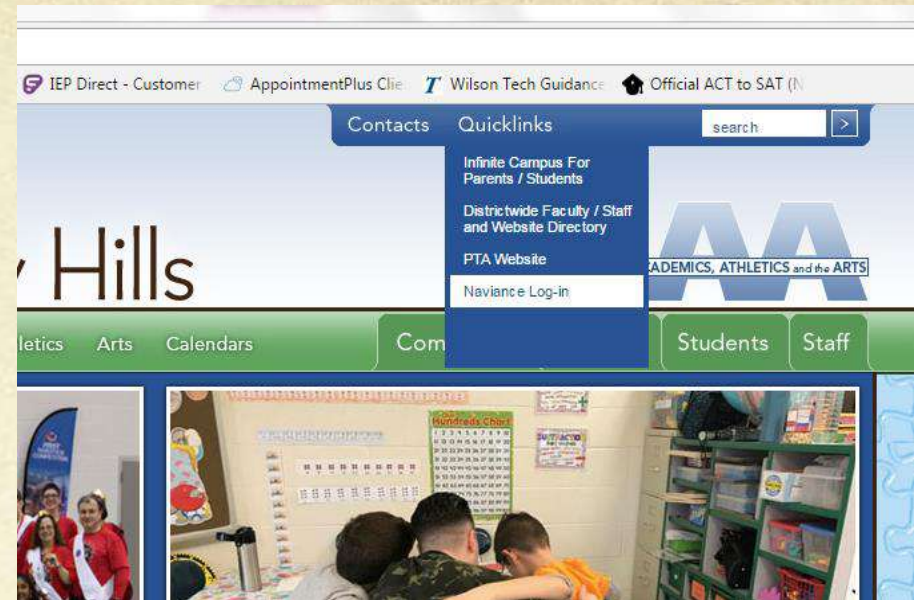 IEP Direct - Customer
AppointmentPlus Clie
Wilson Tech Guidance
Official ACT to SAT (N
Contacts
Quicklinks
search
>
Infinite Campus For
Parents / Students
Districtwide Faculty / Staff
and Website Directory
PTA Website
Naviance Log-in
Hills
AA
ADEMICS, ATHLETICS and the ARTS
letics
Arts
Calendars
Com
Students
Staff
Hundreds Chart